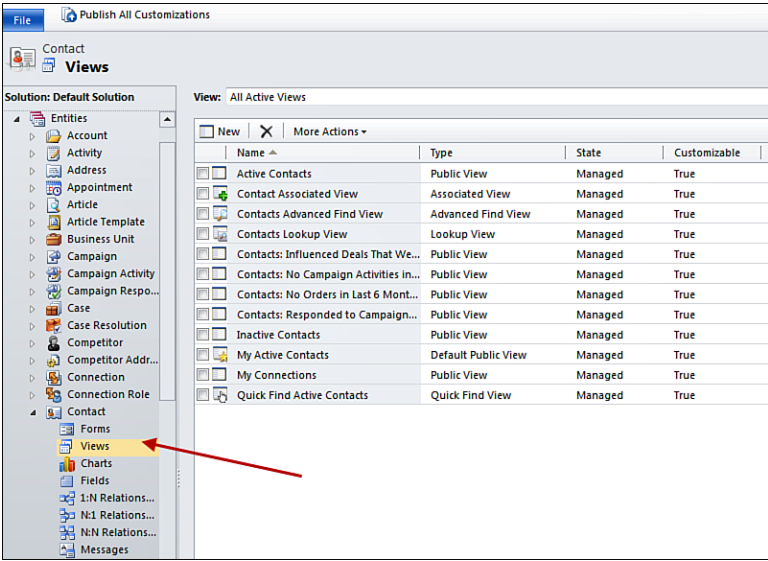 File
Publish All Customizations
Contact
Views
Solution: Default Solution
Entities
Account
Activity
Address
Appointment
Article
Article Template
Business Unit
Campaign
Campaign Activity
Campaign Respo...
Case
Case Resolution
Competitor
Competitor Addr...
Connection
Connection Role
Contact
Forms
Views
Charts
Fields
1:N Relations...
N:1 Relations...
N:N Relations...
Messages
View: All Active Views
New More Actions
Name Type State Customizable
Active Contacts Public View Managed True
Contact Associated View Associated View Managed True
Contacts Advanced Find View Advanced Find View Managed True
Contacts Lookup View Lookup View Managed True
Contacts: Influenced Deals That We... Public View Managed True
Contacts: No Campaign Activities in... Public View Managed True
Contacts: No Orders in Last 6 Mont... Public View Managed True
Contacts: Responded to Campaign... Public View Managed True
Inactive Contacts Public View Managed True
My Active Contacts Default Public View Managed True
My Connections Public View Managed True
Quick Find Active Contacts Quick Find View Managed True